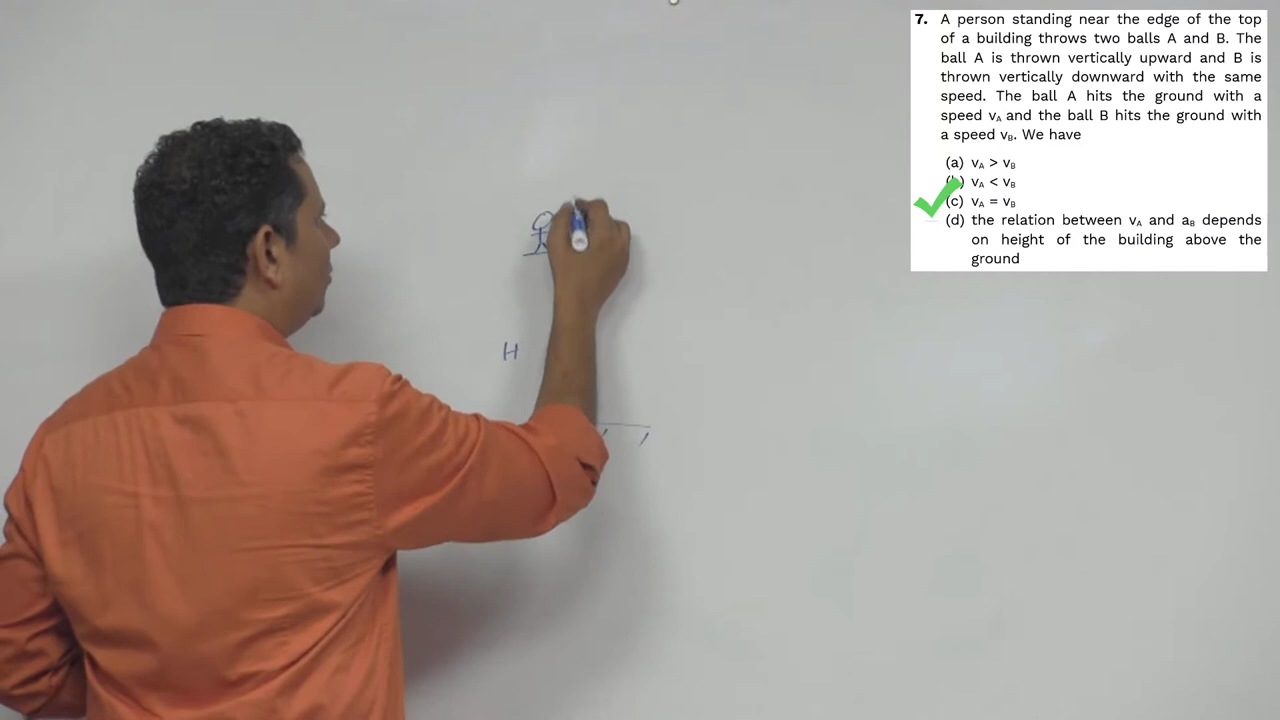 7. A person standing near the edge of the top
of a building throws two balls A and B. The
ball A is thrown vertically upward and B is
thrown vertically downward with the same
speed. The ball A hits the ground with a
speed vA and the ball B hits the ground with
a speed vB. We have
(a) vA > vB
(b) vA < vB
(c) vA = vB
(d) the relation between vA and aB depends
on height of the building above the
ground
H